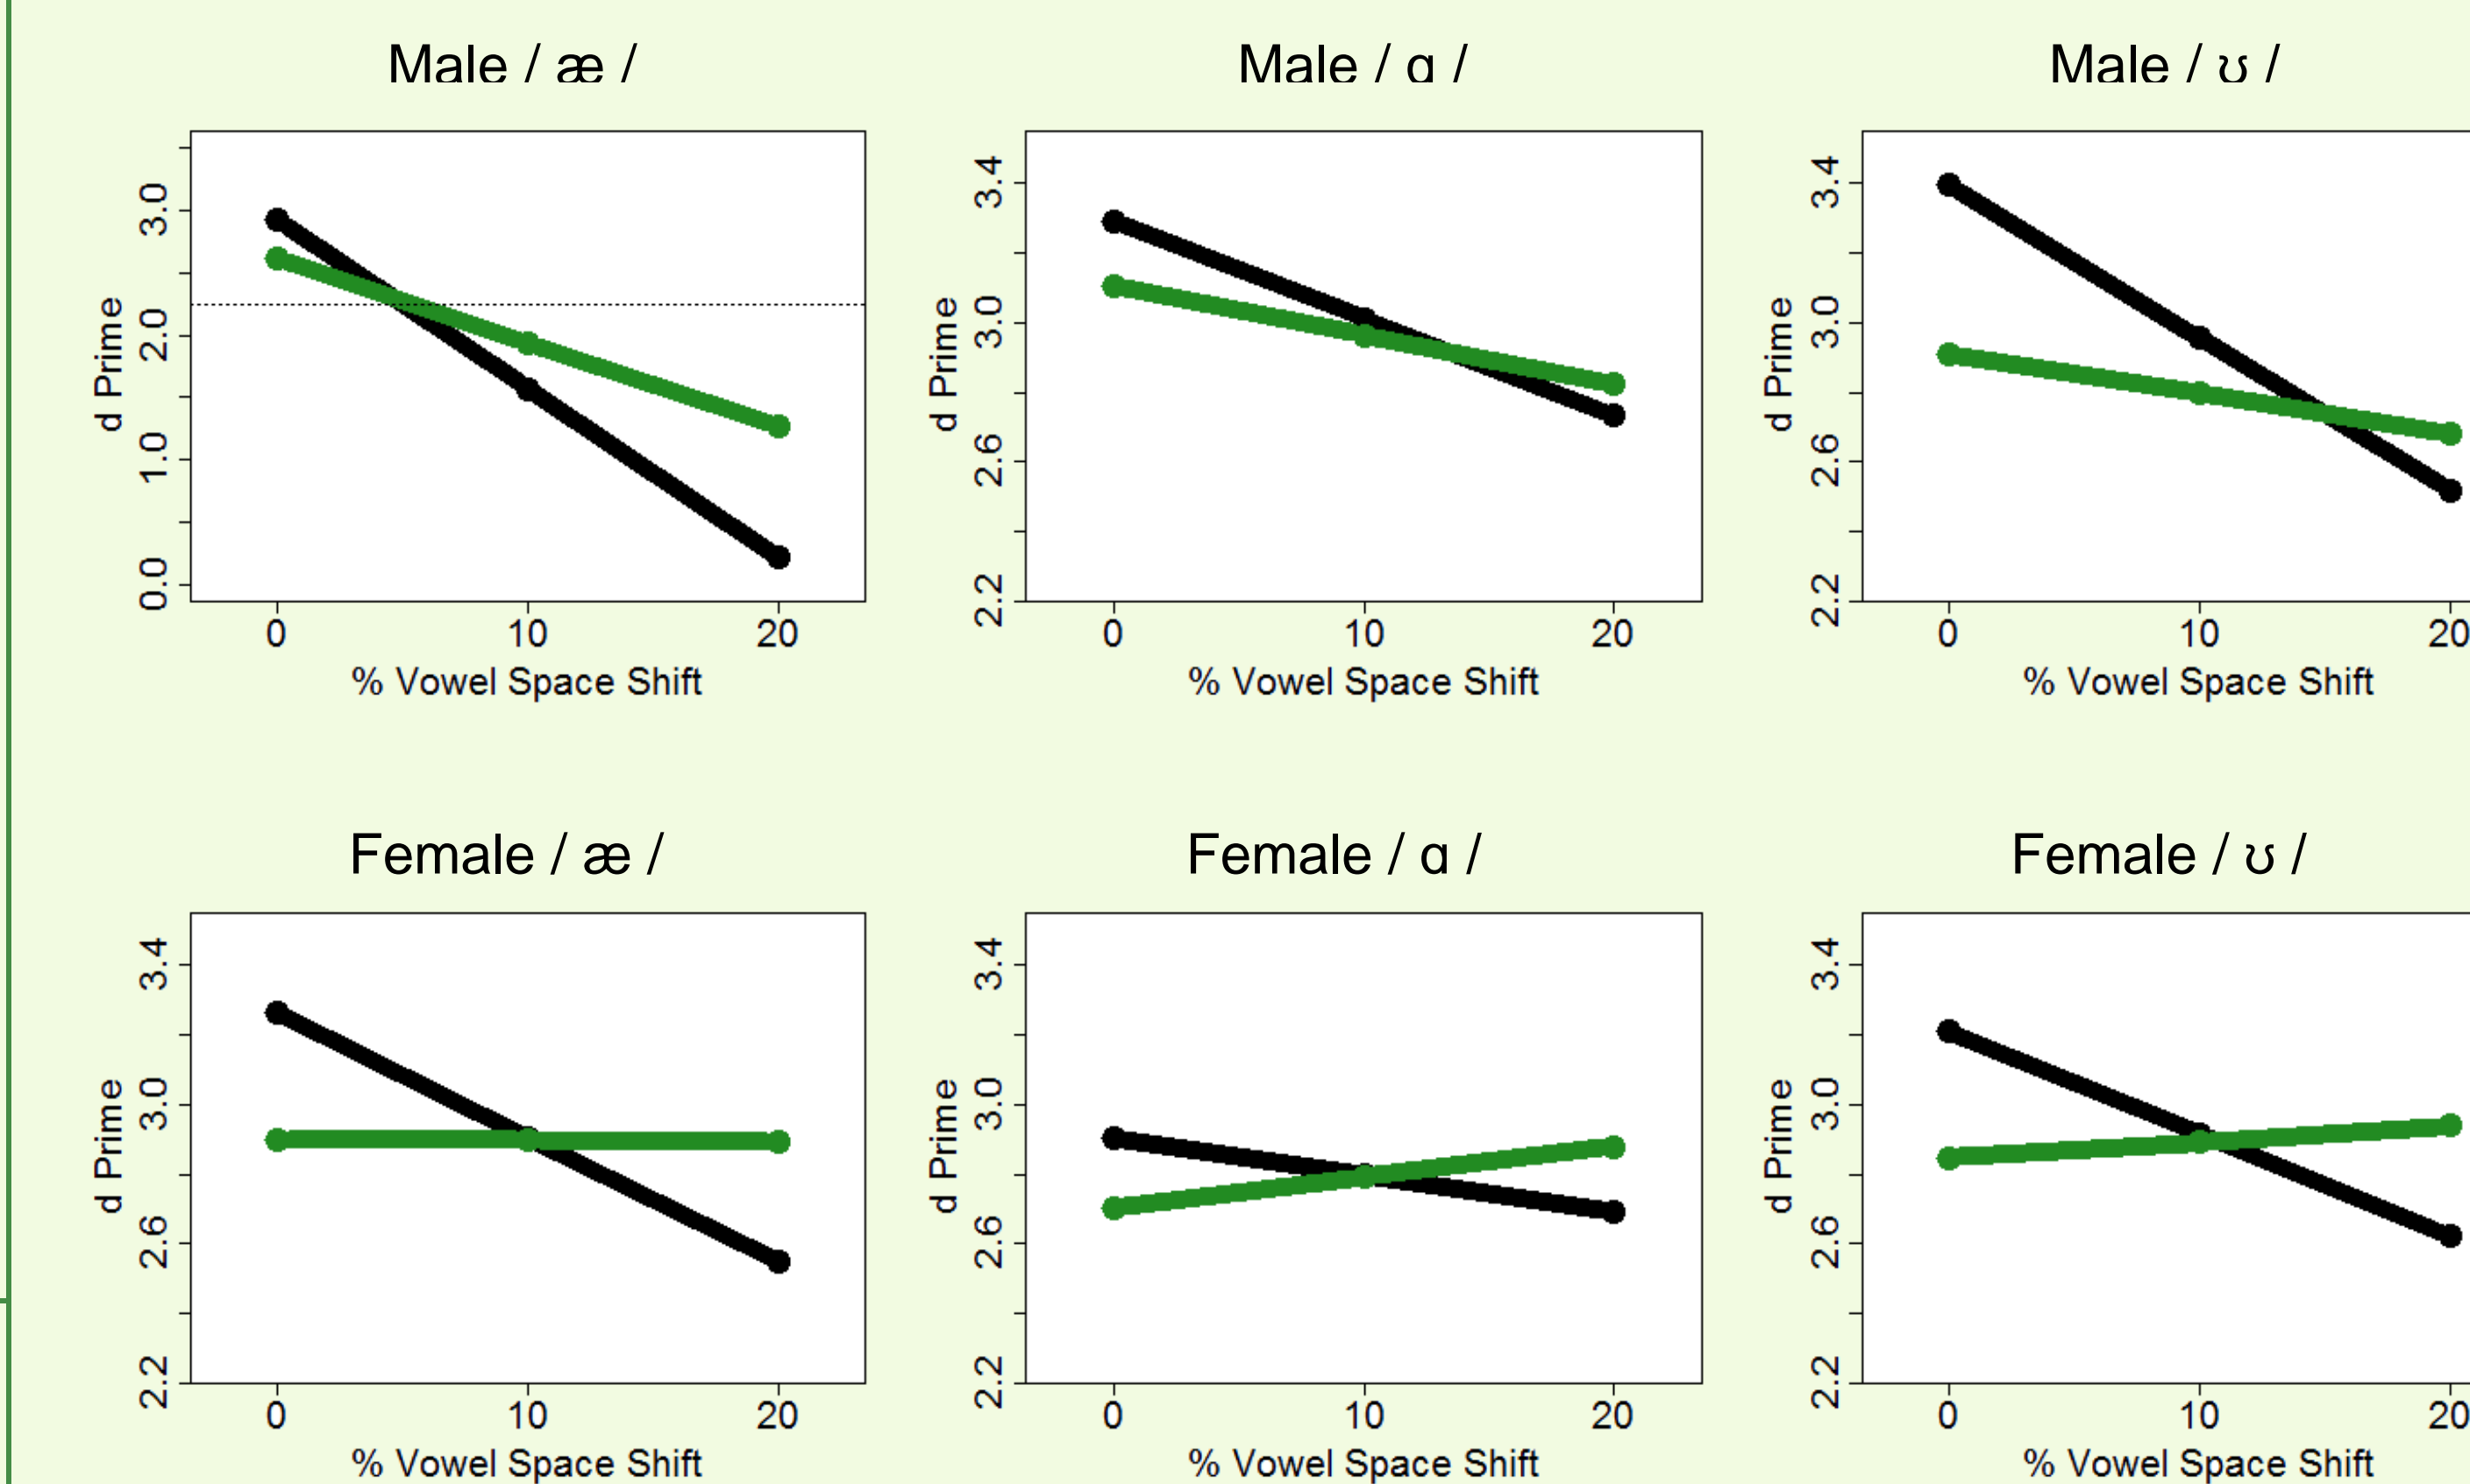 Male / æ /
Male / ɑ /
Male / ʊ /
d Prime
3.0
2.0
1.0
0.0
0 10 20
% Vowel Space Shift
d Prime
3.4
3.0
2.6
2.2
0 10 20
% Vowel Space Shift
d Prime
3.4
3.0
2.6
2.2
0 10 20
% Vowel Space Shift
Female / æ /
Female / ɑ /
Female / ʊ /
d Prime
3.4
3.0
2.6
2.2
0 10 20
% Vowel Space Shift
d Prime
3.4
3.0
2.6
2.2
0 10 20
% Vowel Space Shift
d Prime
3.4
3.0
2.6
2.2
0 10 20
% Vowel Space Shift